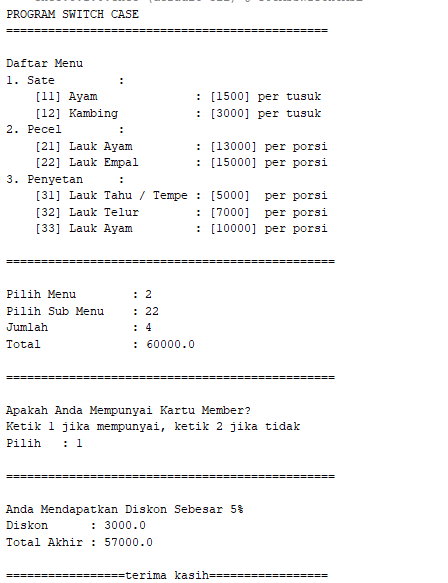 PROGRAM SWITCH CASE
==============================================
Daftar Menu
1. Sate         :
    [11] Ayam              : [1500] per tusuk
    [12] Kambing           : [3000] per tusuk
2. Pecel        :
    [21] Lauk Ayam         : [13000] per porsi
    [22] Lauk Empal        : [15000] per porsi
3. Penyetan     :
    [31] Lauk Tahu / Tempe : [5000]  per porsi
    [32] Lauk Telur        : [7000]  per porsi
    [33] Lauk Ayam         : [10000] per porsi
===============================================
Pilih Menu        : 2
Pilih Sub Menu    : 22
Jumlah            : 4
Total             : 60000.0
===============================================
Apakah Anda Mempunyai Kartu Member?
Ketik 1 jika mempunyai, ketik 2 jika tidak
Pilih   : 1
===============================================
Anda Mendapatkan Diskon Sebesar 5%
Diskon      : 3000.0
Total Akhir : 57000.0
=================terima kasih=================